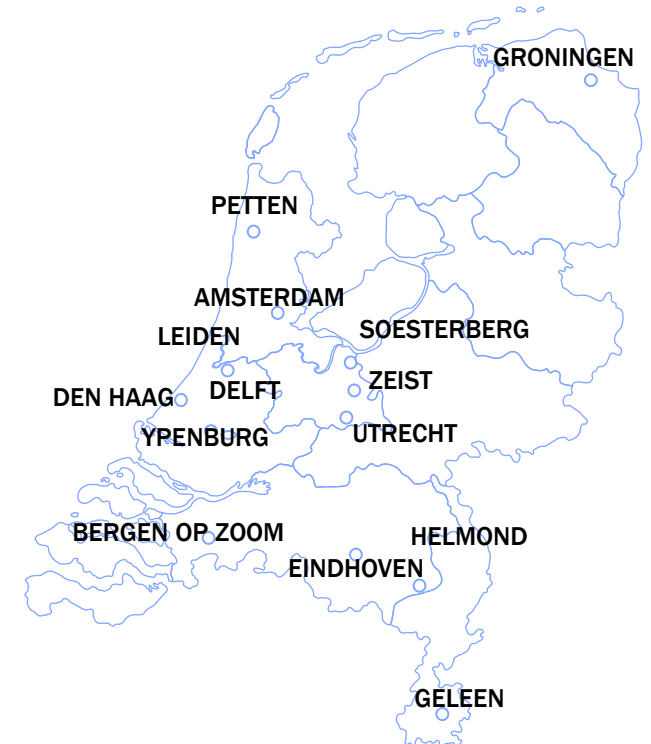 GRONINGEN
PETTEN
AMSTERDAM
SOESTERBERG
LEIDEN
ZEIST
DELFT
DEN HAAG
UTRECHT
YPENBURG
BERGEN OP ZOOM
HELMOND
EINDHOVEN
GELEEN